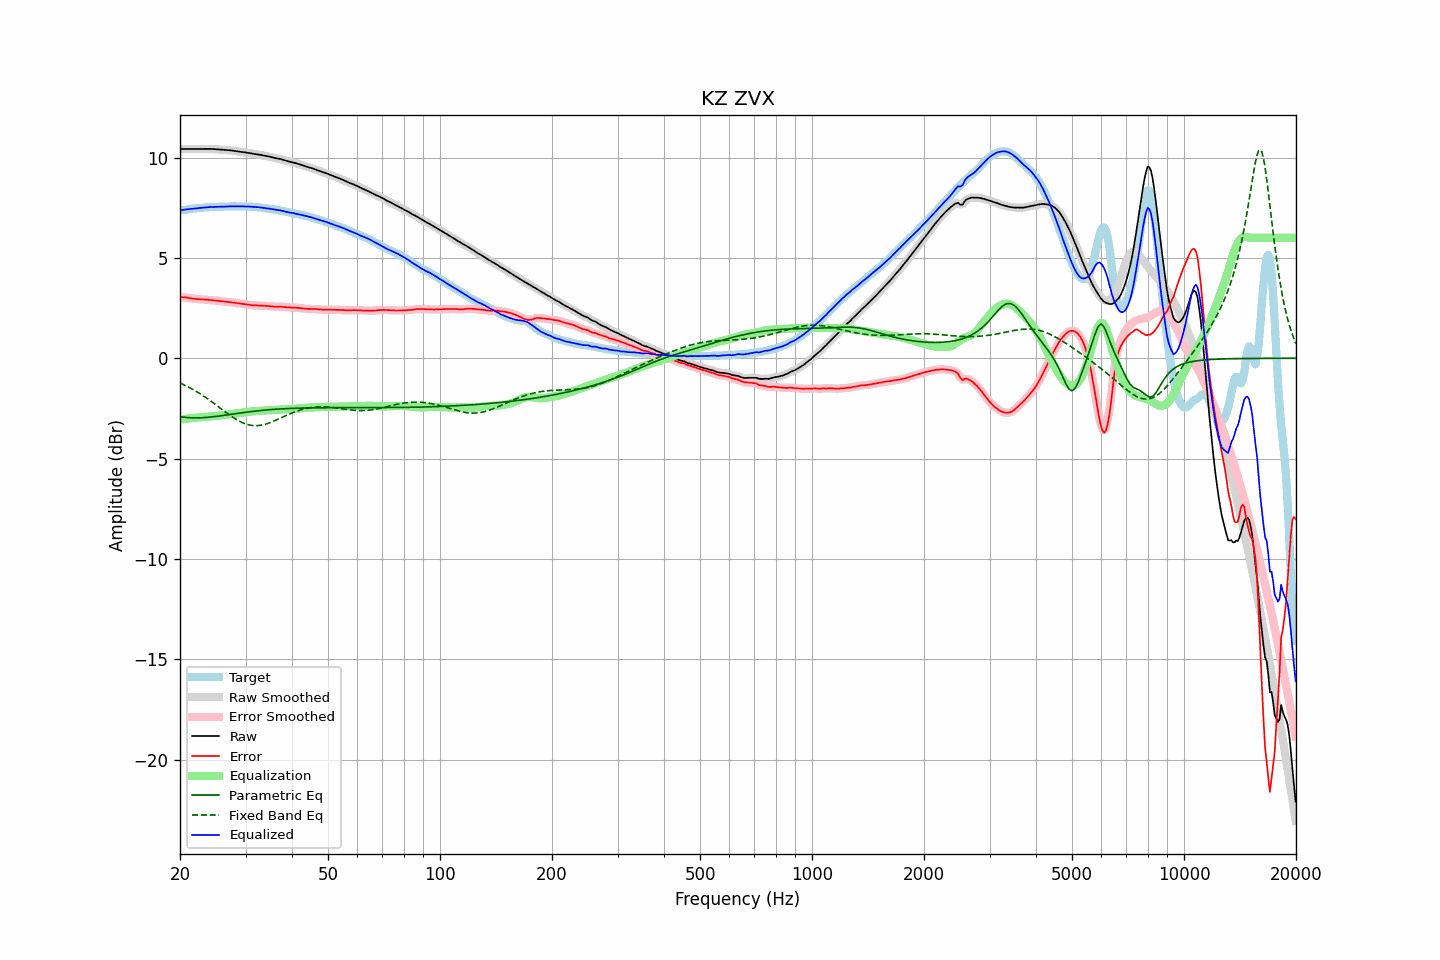 KZ ZVX
10
5
0
−5
−10
−15
−20
Amplitude (dBr)
Target
Raw Smoothed
Error Smoothed
Raw
Error
Equalization
Parametric Eq
Fixed Band Eq
Equalized
20 50 100 200 500 1000 2000 5000 10000 20000
Frequency (Hz)